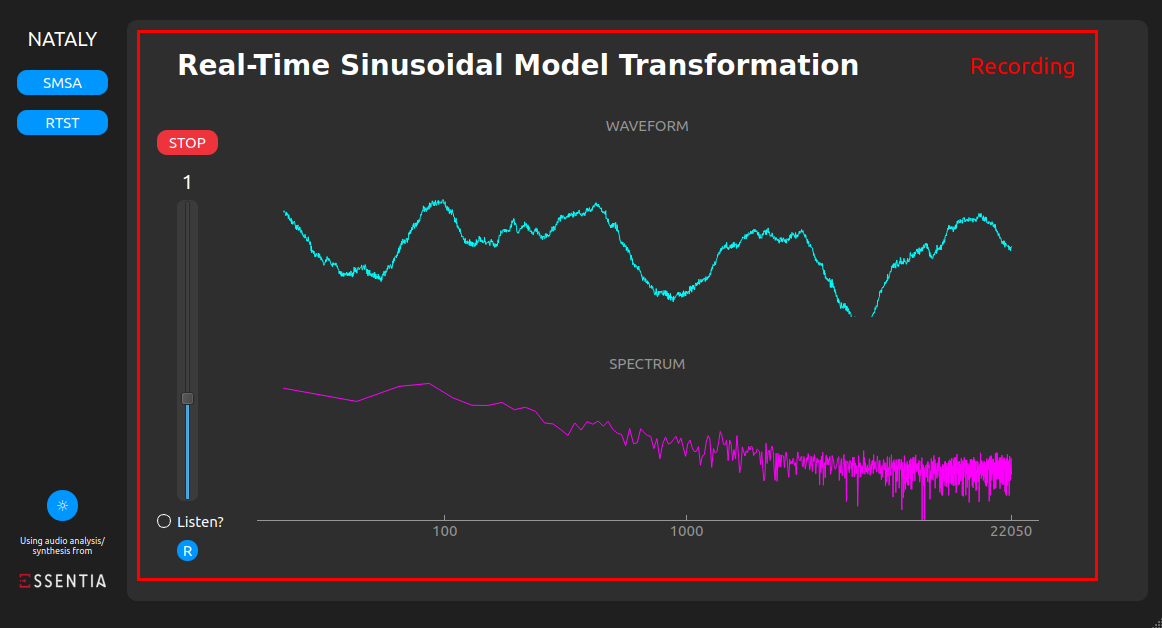 NATALY
SMSA
RTST
Using audio analysis/
synthesis from
ESSENTIA
Real-Time Sinusoidal Model Transformation
Recording
STOP
1
Listen?
R
WAVEFORM
SPECTRUM
100
1000
22050